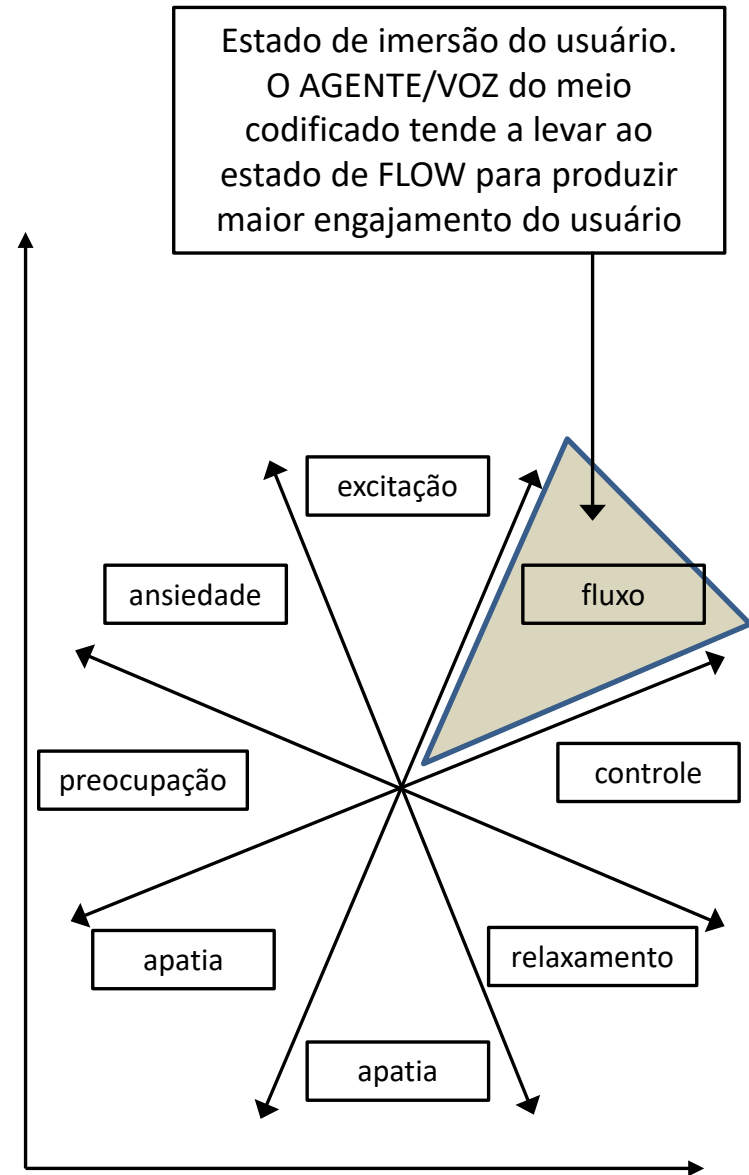 Estado de imersão do usuário.
O AGENTE/VOZ do meio
codificado tende a levar ao
estado de FLOW para produzir
maior engajamento do usuário
excitação
ansiedade
fluxo
preocupação
controle
apatia
relaxamento
apatia